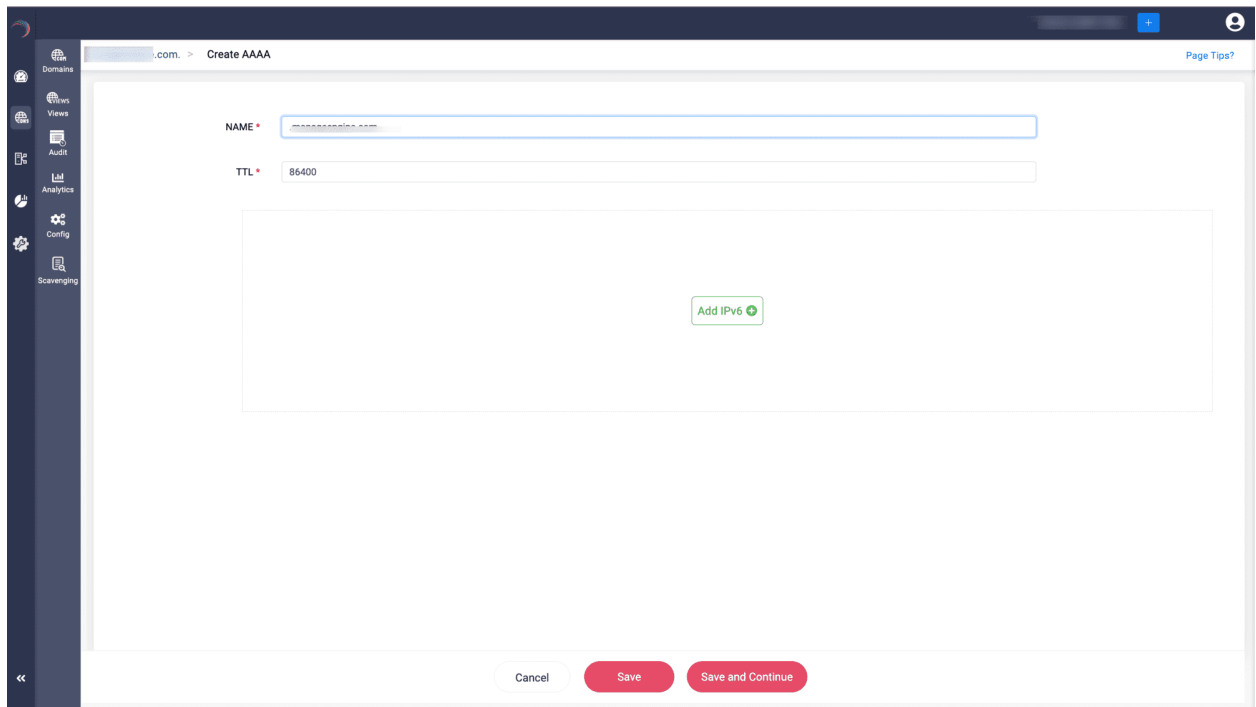 .com. > Create AAAA
Page Tips?
Domains
VIEWS
Views
Audit
Analytics
Config
Scavenging
NAME *
TTL * 86400
Add IPv6
Cancel
Save
Save and Continue